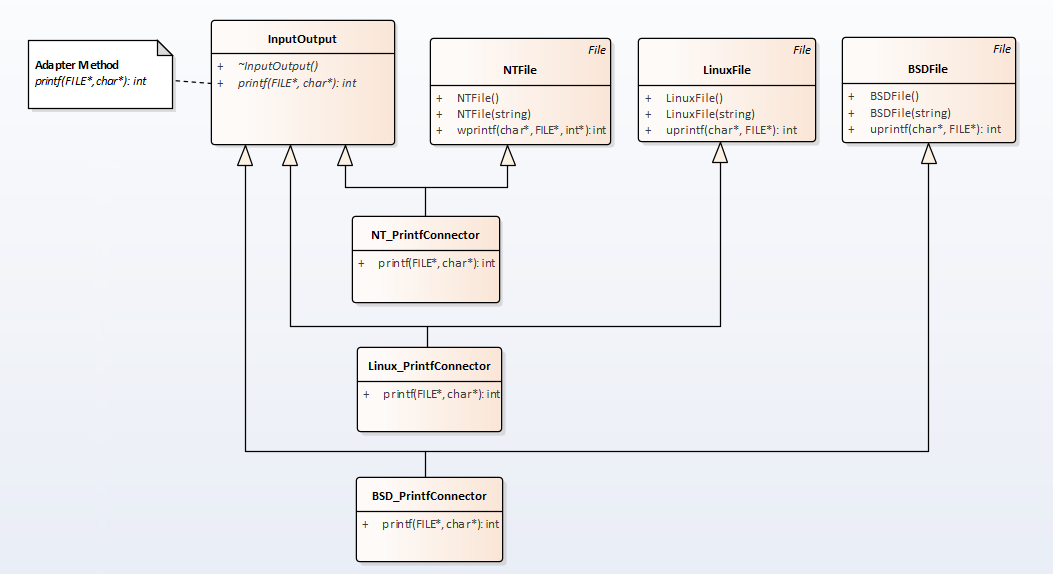 Adapter Method
printf(FILE*, char*): int
InputOutput
+ ~InputOutput()
+ printf(FILE*, char*): int
File
NTFile
+ NTFile()
+ NTFile(string)
+ wprintf(char*, FILE*, int*): int
File
LinuxFile
+ LinuxFile()
+ LinuxFile(string)
+ uprintf(char*, FILE*): int
File
BSDFile
+ BSDFile()
+ BSDFile(string)
+ uprintf(char*, FILE*): int
NT_PrintfConnector
+ printf(FILE*, char*): int
Linux_PrintfConnector
+ printf(FILE*, char*): int
BSD_PrintfConnector
+ printf(FILE*, char*): int